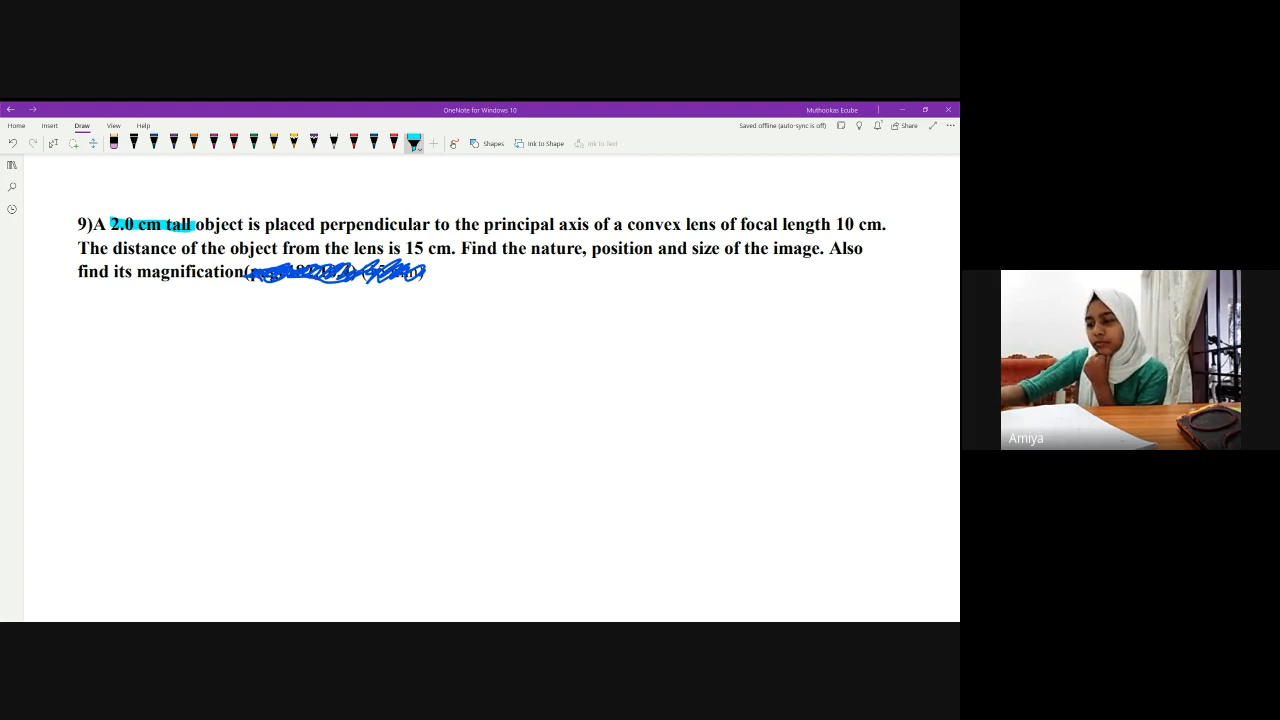 OneNote for Windows 10
Muthookas Ecube
Home Insert Draw View Help
Saved offline (auto-sync is off)
Share
Shapes
Ink to Shape
Ink to Text
9)A 2.0 cm tall object is placed perpendicular to the principal axis of a convex lens of focal length 10 cm.
The distance of the object from the lens is 15 cm. Find the nature, position and size of the image. Also
find its magnification
Amiya